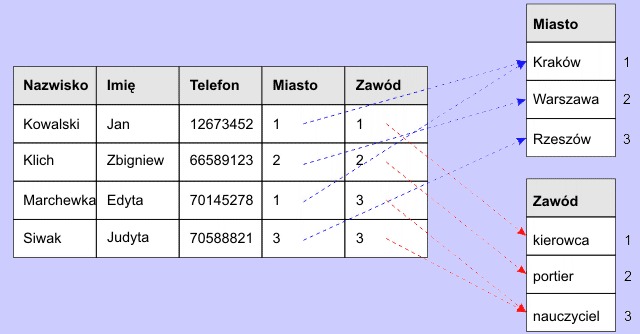 Nazwisko Imię Telefon Miasto Zawód
Kowalski Jan 12673452 1 1
Klich Zbigniew 66589123 2 2
Marchewka Edyta 70145278 1 3
Siwak Judyta 70588821 3 3
Miasto
Kraków 1
Warszawa 2
Rzeszów 3
Zawód
kierowca 1
portier 2
nauczyciel 3